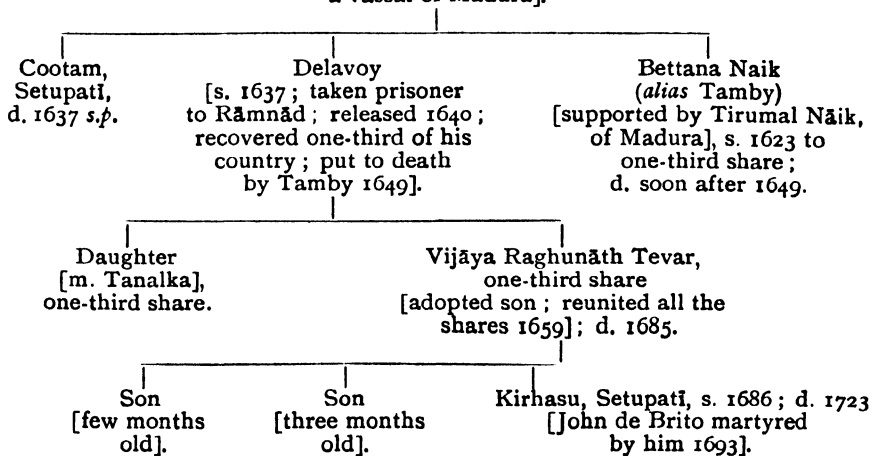 a vassal of Madura].
Cootam,
Setupatī,
d. 1637 s.p.
Delavoy
[s. 1637 ; taken prisoner
to Rāmnād ; released 1640 ;
recovered one-third of his
country ; put to death
by Tamby 1649].
Bettana Naik
(alias Tamby)
[supported by Tirumal Nāik,
of Madura], s. 1623 to
one-third share ;
d. soon after 1649.
Daughter
[m. Tanalka],
one-third share.
Vijāya Raghunāth Tevar,
one-third share
[adopted son ; reunited all the
shares 1659] ; d. 1685.
Son
[few months
old].
Son
[three months
old].
Kirhasu, Setupatī, s. 1686 ; d. 1723
[John de Brito martyred
by him 1693].